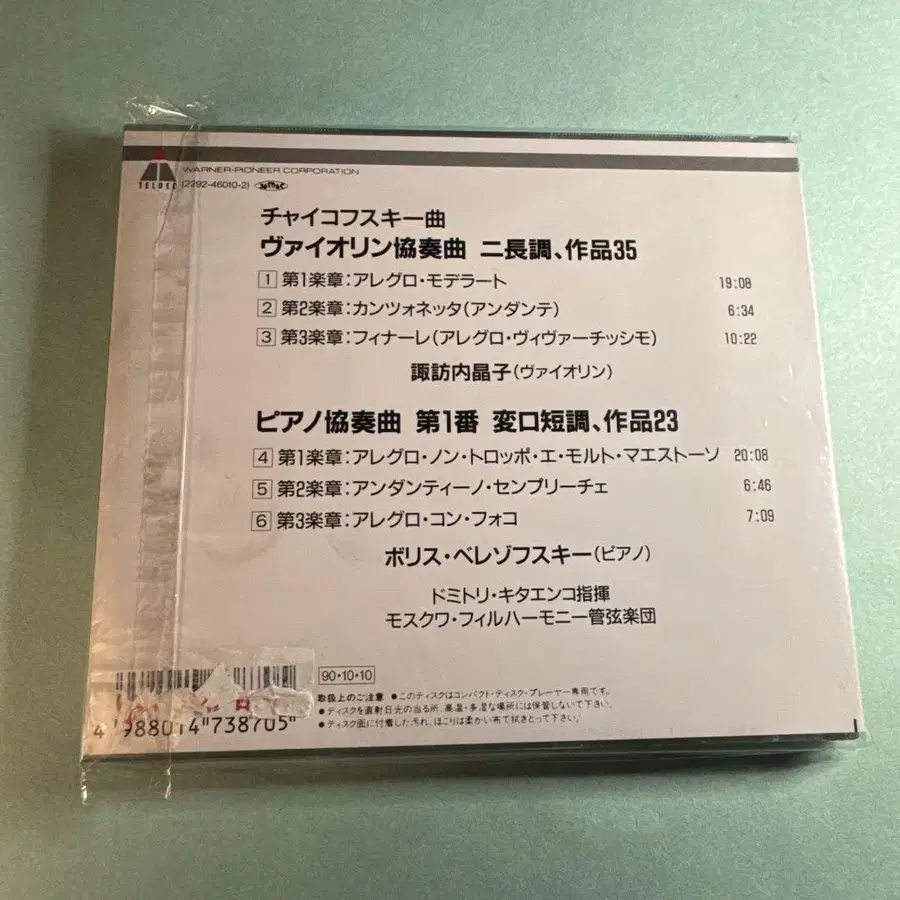 WARNER-PIONEER CORPORATION
TELDEC (2292-46010-2)
チャイコフスキー曲
ヴァイオリン協奏曲 ニ長調、作品35
1 第1楽章:アレグロ・モデラート 19:08
2 第2楽章:カンツォネッタ(アンダンテ) 6:34
3 第3楽章:フィナーレ(アレグロ・ヴィヴァーチッシモ) 10:22
諏訪内晶子(ヴァイオリン)
ピアノ協奏曲 第1番 変ロ短調、作品23
4 第1楽章:アレグロ・ノン・トロッポ・エ・モルト・マエストーソ 20:08
5 第2楽章:アンダンティーノ・センプリーチェ 6:46
6 第3楽章:アレグロ・コン・フォコ 7:09
ボリス・ベレゾフスキー(ピアノ)
ドミトリ・キタエンコ指揮
モスクワ・フィルハーモニー管弦楽団
90・10・10
取扱上のご注意 ●このディスクはコンパクト・ディスク・プレーヤー専用です。
●ディスクを直射日光の当る所、高温・多湿な場所には保管しないで下さい。
●ディスク面に付着した汚れ、ほこりは柔かい布で拭きとって下さい。
4"988014"738705"